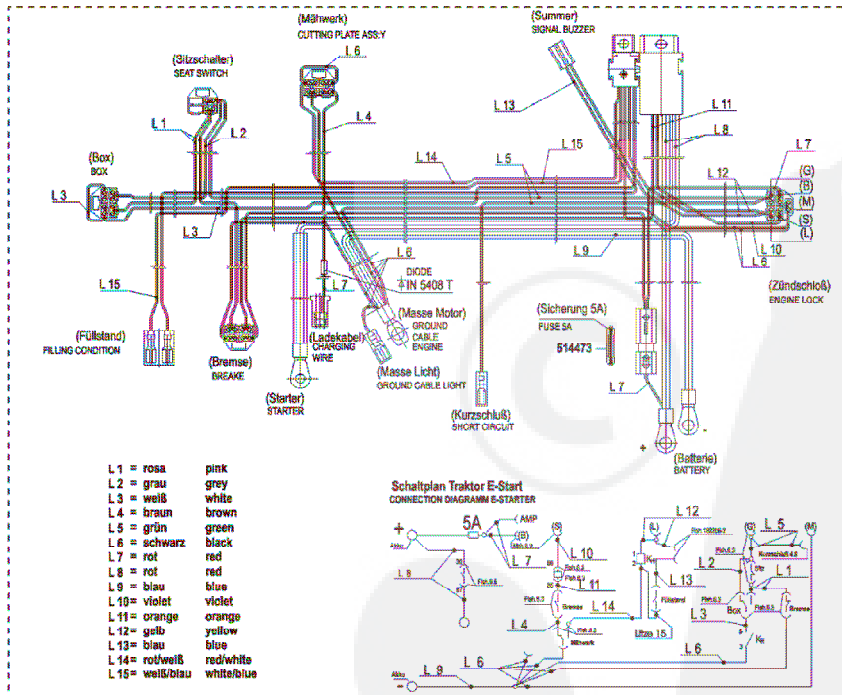 (Mähwerk)
CUTTING PLATE ASS;Y
L 6
(Summer)
SIGNAL BUZZER
(Sitzschalter)
SEAT SWITCH
L 1
L 2
L 4
L 13
L 11
L 8
L 14
L 5
L 15
L 12
L 7
(G)
(B)
(M)
(S)
(L)
(Box)
BOX
L 3
L 3
L 9
L 6
L 10
L 15
L 6
DIODE
IN 5408 T
L 7
(Zündschloß)
ENGINE LOCK
(Füllstand)
FILLING CONDITION
(Bremse)
BREAKE
(Ladekabel)
CHARGING
WIRE
(Masse Motor)
GROUND
CABLE
ENGINE
(Sicherung 5A)
FUSE 5A
514473
L 7
(Starter)
STARTER
(Masse Licht)
GROUND CABLE LIGHT
(Kurzschluß)
SHORT CIRCUIT
+
-
(Batterie)
BATTERY
L 1 = rosa pink
L 2 = grau grey
L 3 = weiß white
L 4 = braun brown
L 5 = grün green
L 6 = schwarz black
L 7 = rot red
L 8 = rot red
L 9 = blau blue
L 10 = violet violet
L 11 = orange orange
L 12 = gelb yellow
L 13 = blau blue
L 14 = rot/weiß red/white
L 15 = weiß/blau white/blue
Schaltplan Traktor E-Start
CONNECTION DIAGRAMM E-STARTER
+
5A
AMP
(B)
(S)
(L)
(G)
(M)
L 12
L 5
L 7
L 10
L 8
L 11
L 13
L 2
L 1
L 14
Bremse
Box
L 4
L 3
Mähwerk
L 6
L 6
Akku
L 9